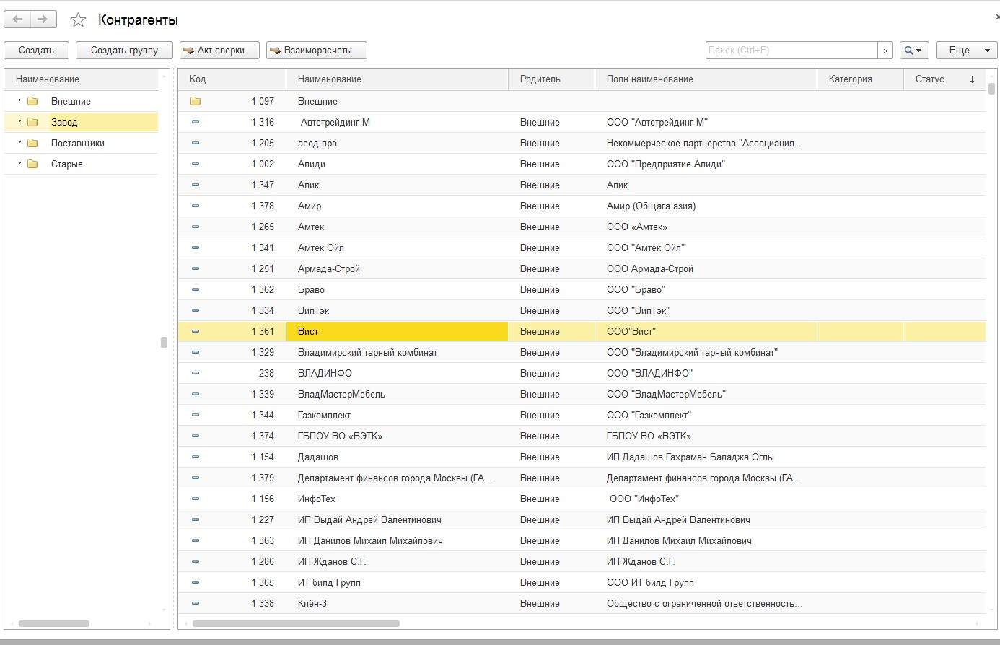 Контрагенты
Создать Создать группу Акт сверки Взаиморасчеты Поиск (Ctrl+F) × Еще
Наименование
Внешние
Завод
Поставщики
Старые
Код Наименование Родитель Полн наименование Категория Статус ↓
1 097 Внешние
1 316 Автотрейдинг-М Внешние ООО "Автотрейдинг-М"
1 205 аеед про Внешние Некоммерческое партнерство "Ассоциация...
1 002 Алиди Внешние ООО "Предприятие Алиди"
1 347 Алик Внешние Алик
1 378 Амир Внешние Амир (Общага азия)
1 265 Амтек Внешние ООО «Амтек»
1 341 Амтек Ойл Внешние ООО "Амтек Ойл"
1 251 Армада-Строй Внешние ООО Армада-Строй
1 362 Браво Внешние ООО "Браво"
1 334 ВипТэк Внешние ООО "ВипТэк"
1 361 Вист Внешние ООО"Вист"
1 329 Владимирский тарный комбинат Внешние ООО "Владимирский тарный комбинат"
238 ВЛАДИНФО Внешние ООО "ВЛАДИНФО"
1 339 ВладМастерМебель Внешние ООО "ВладМастерМебель"
1 344 Газкомплект Внешние ООО "Газкомплект"
1 374 ГБПОУ ВО «ВЭТК» Внешние ГБПОУ ВО «ВЭТК»
1 154 Дадашов Внешние ИП Дадашов Гахраман Баладжа Оглы
1 379 Департамент финансов города Москвы (ГА... Внешние Департамент финансов города Москвы (ГА...
1 156 ИнфоТех Внешние ООО "ИнфоТех"
1 227 ИП Выдай Андрей Валентинович Внешние ИП Выдай Андрей Валентинович
1 363 ИП Данилов Михаил Михайлович Внешние ИП Данилов Михаил Михайлович
1 286 ИП Жданов С.Г. Внешние ИП Жданов С.Г.
1 365 ИТ билд Групп Внешние ООО ИТ билд Групп
1 338 Клён-3 Внешние Общество с ограниченной ответственность...